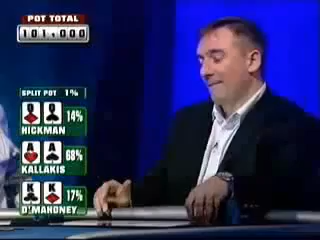 POT TOTAL
101,000
SPLIT POT 1%
Q Q 14%
HICKMAN
A A 68%
KALLAKIS
K K 17%
D'MAHONEY